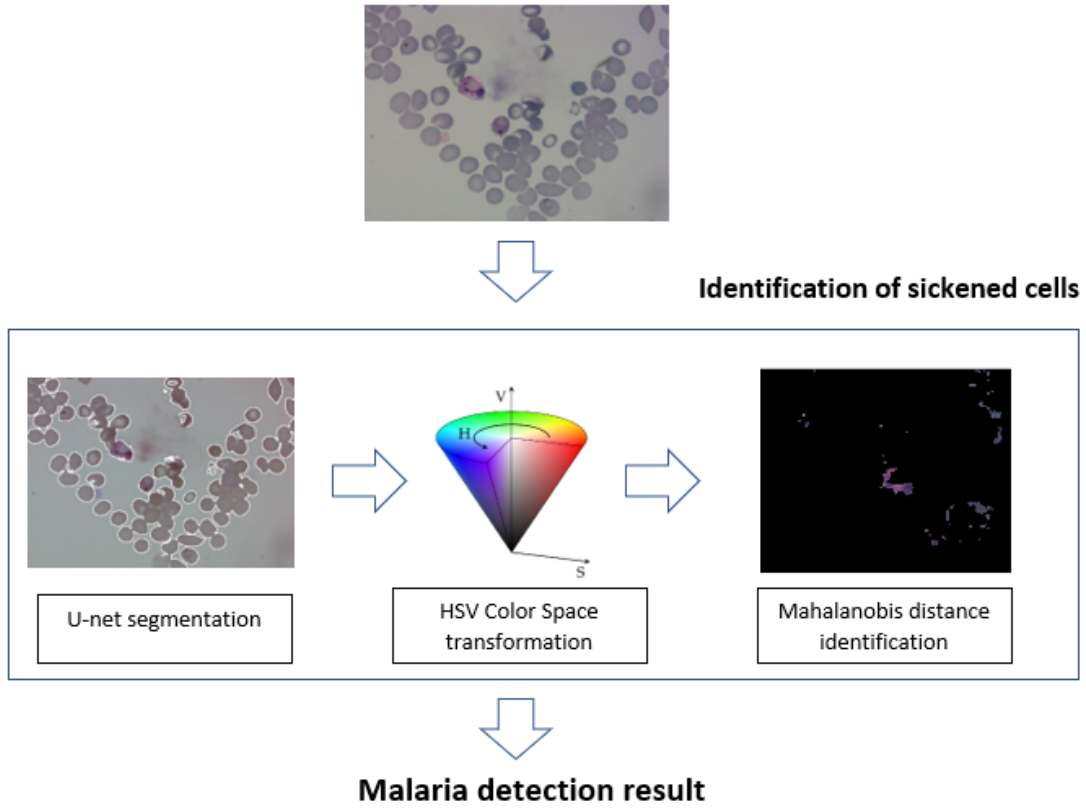 Identification of sickened cells
V
H
S
U-net segmentation
HSV Color Space
transformation
Mahalanobis distance
identification
Malaria detection result